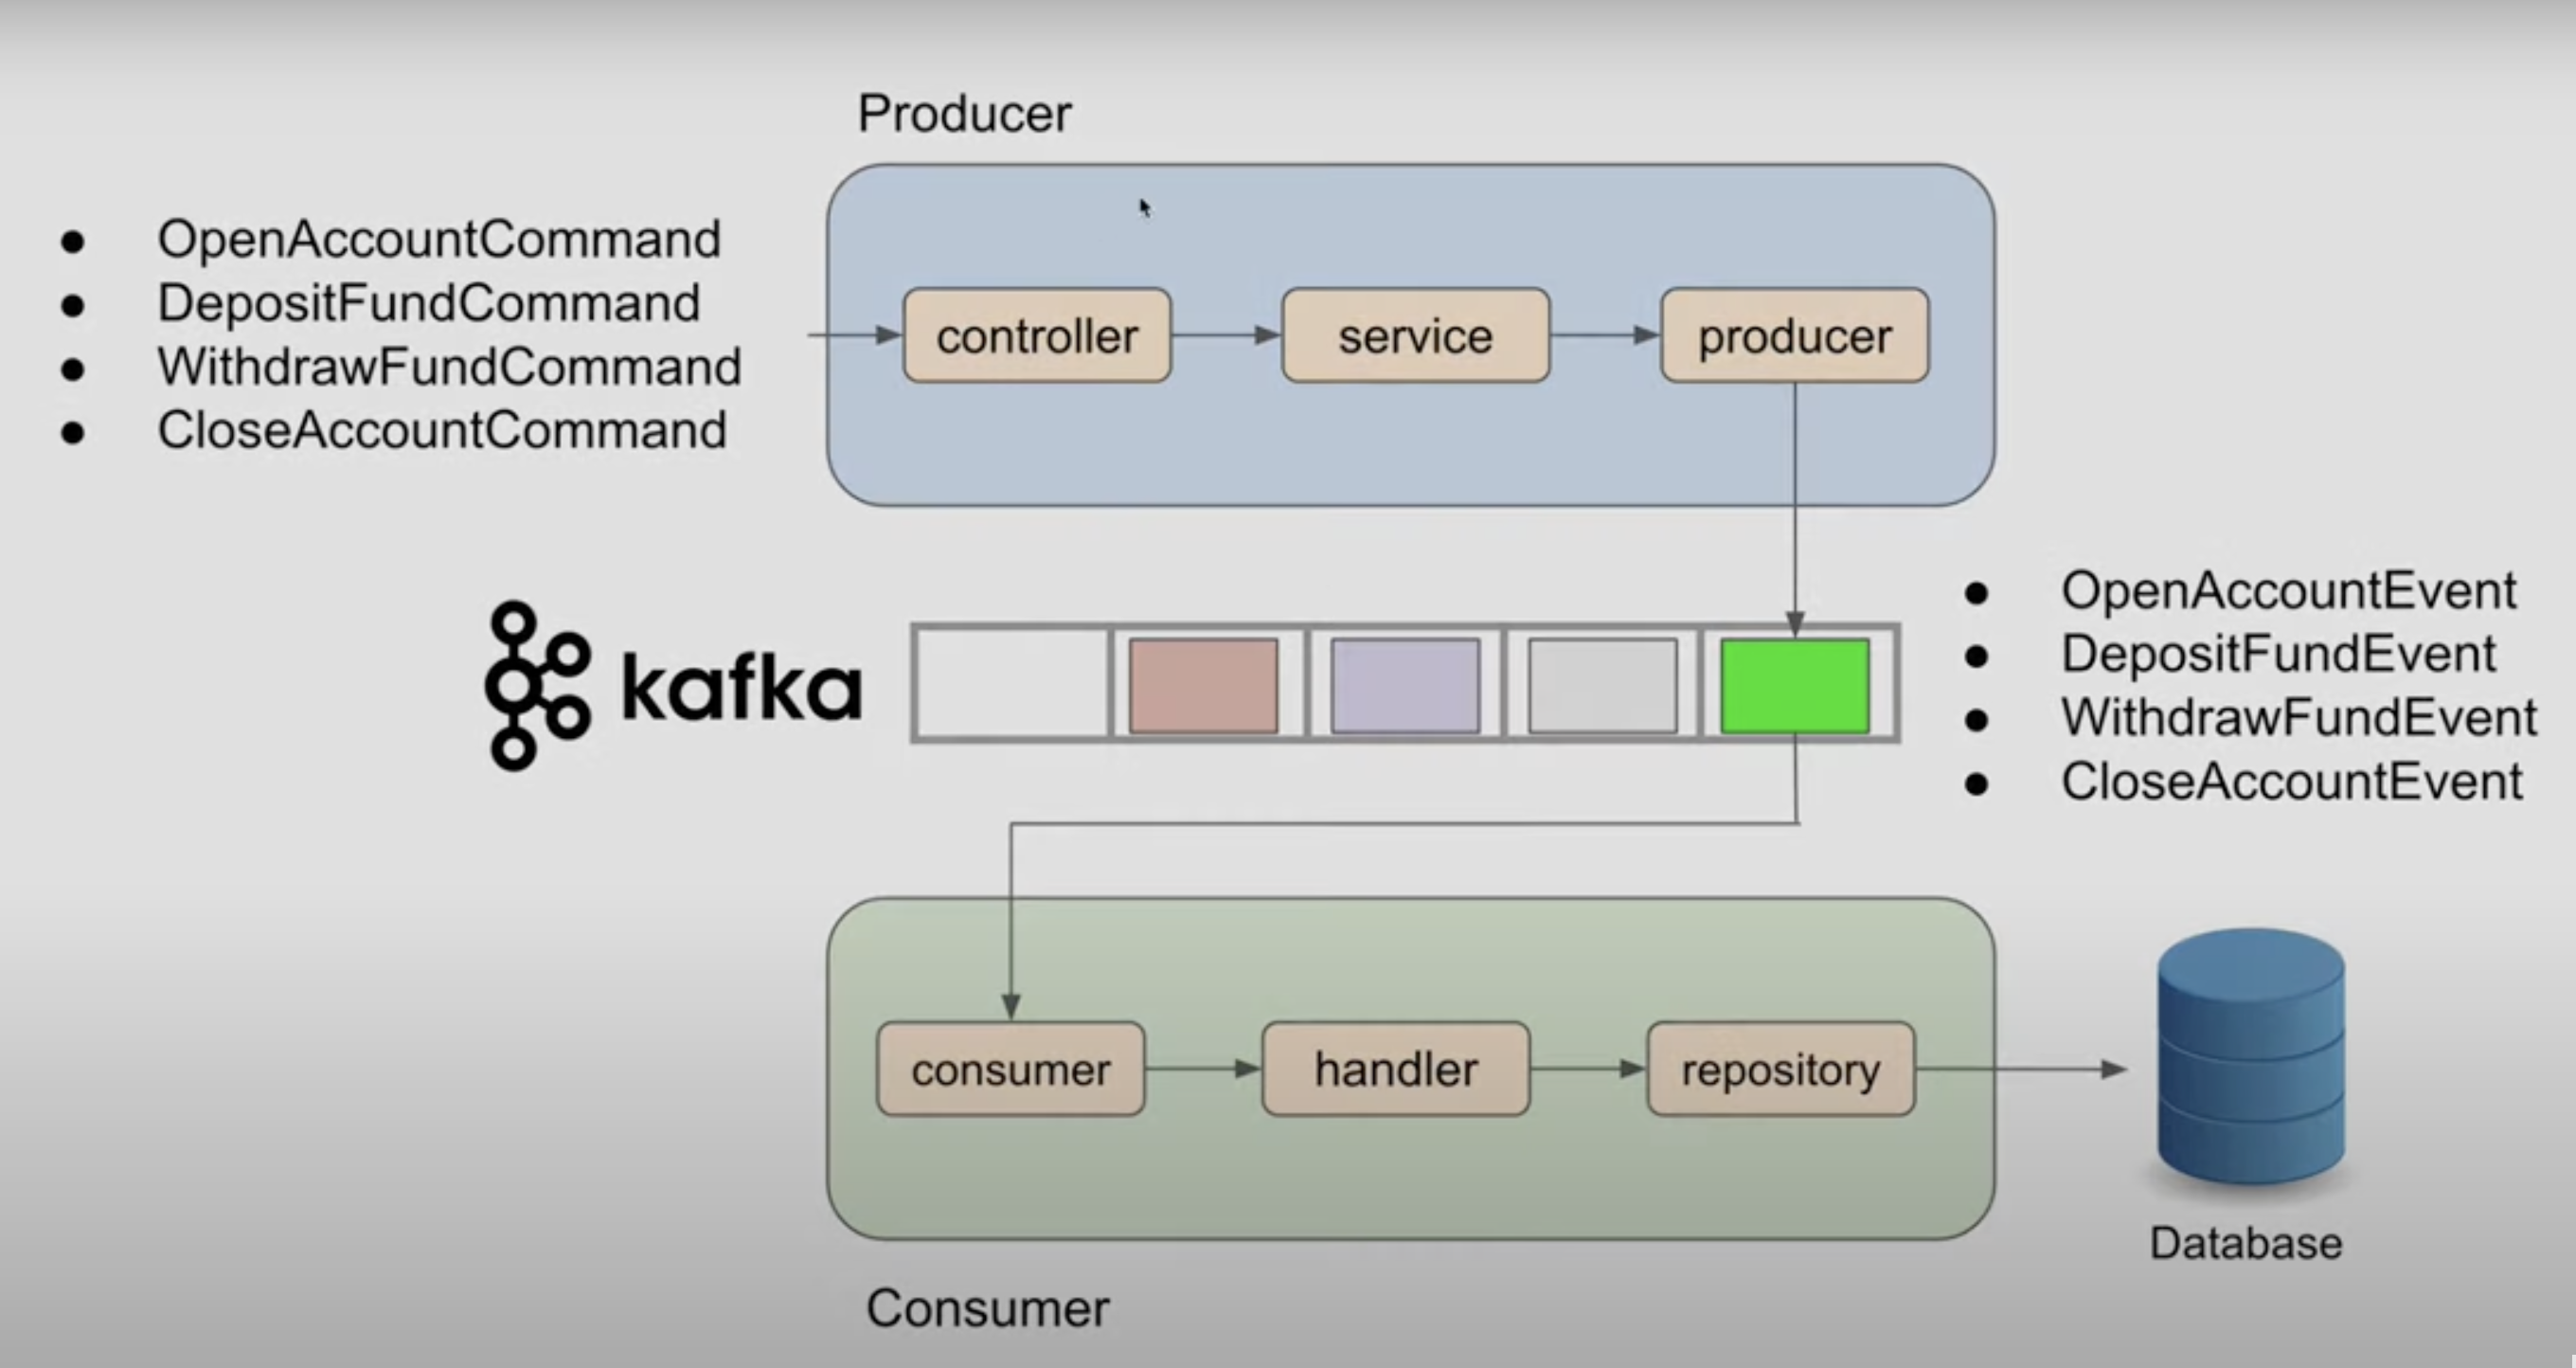 Producer
● OpenAccountCommand
● DepositFundCommand
● WithdrawFundCommand
● CloseAccountCommand
controller
service
producer
kafka
● OpenAccountEvent
● DepositFundEvent
● WithdrawFundEvent
● CloseAccountEvent
consumer
handler
repository
Database
Consumer